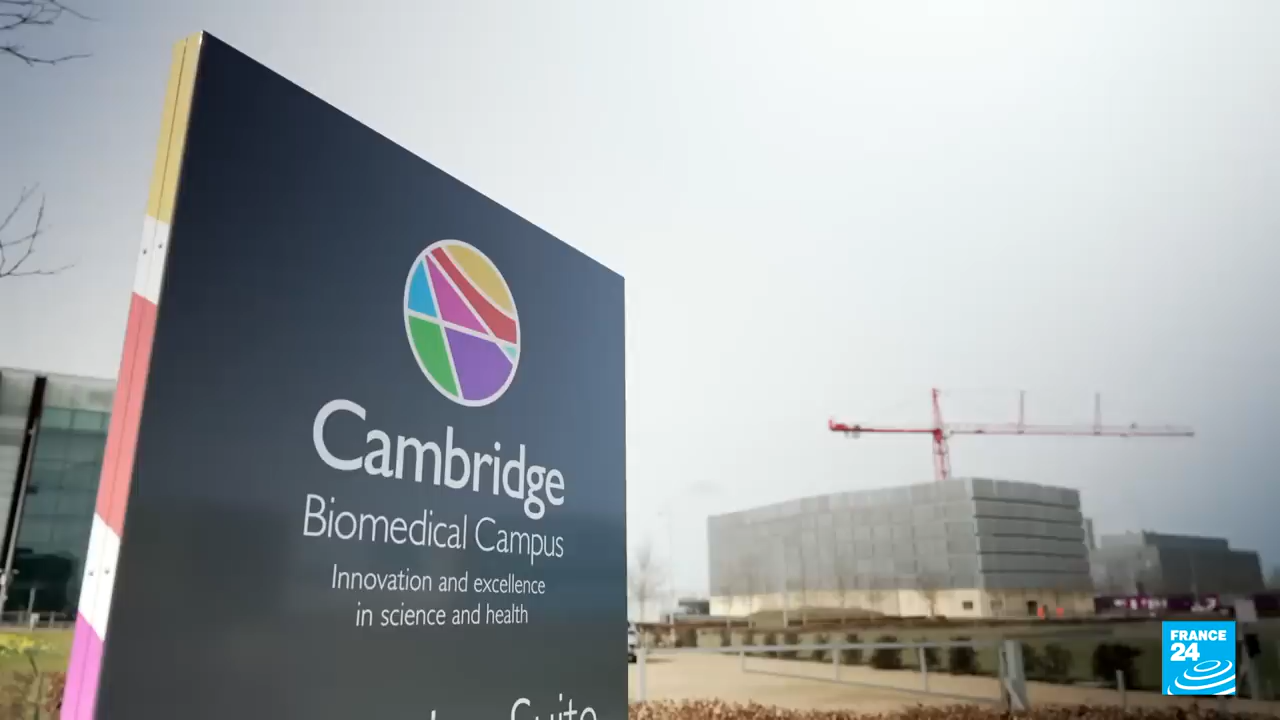 Cambridge
Biomedical Campus
Innovation and excellence
in science and health
FRANCE
24